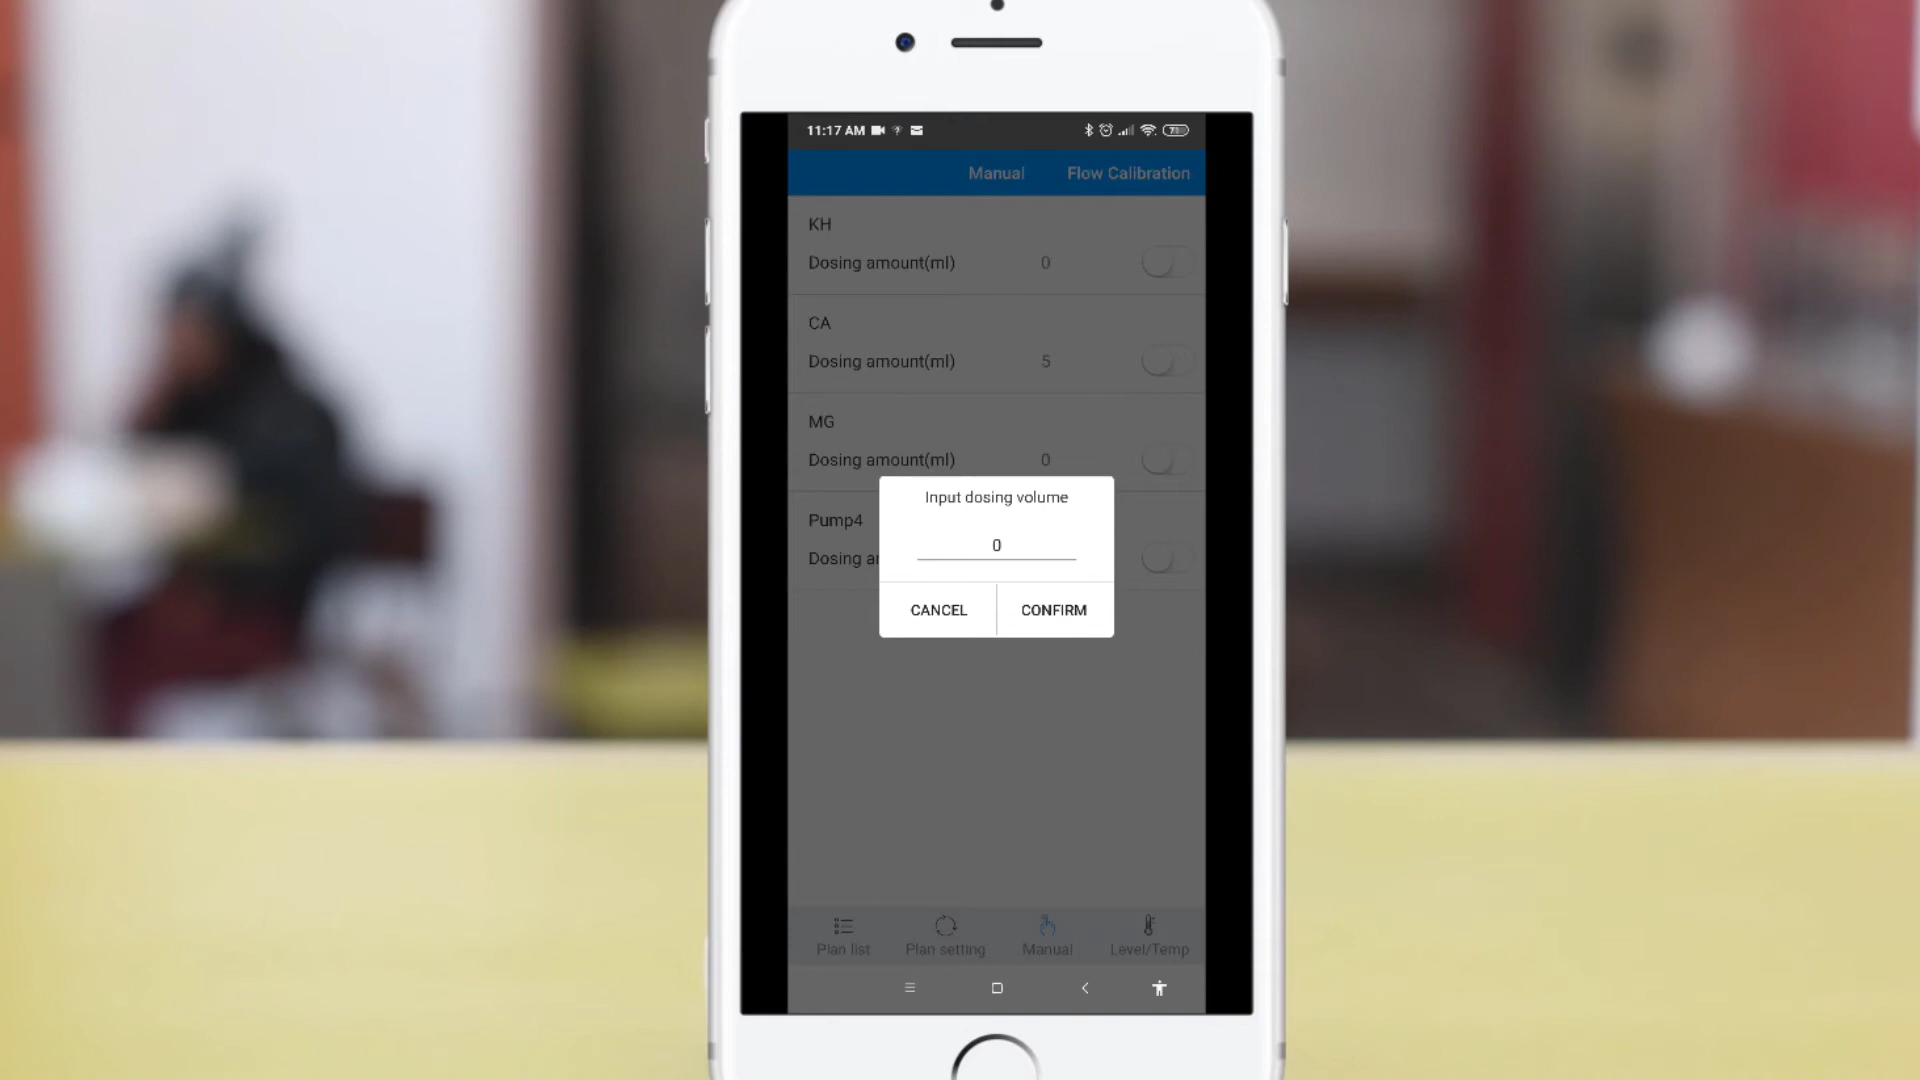 11:17 AM
Manual Flow Calibration
KH
Dosing amount(ml) 0
CA
Dosing amount(ml) 5
MG
Dosing amount(ml) 0
Pump4
Input dosing volume
0
Dosing
CANCEL CONFIRM
Plan list Plan setting Manual Level/Temp